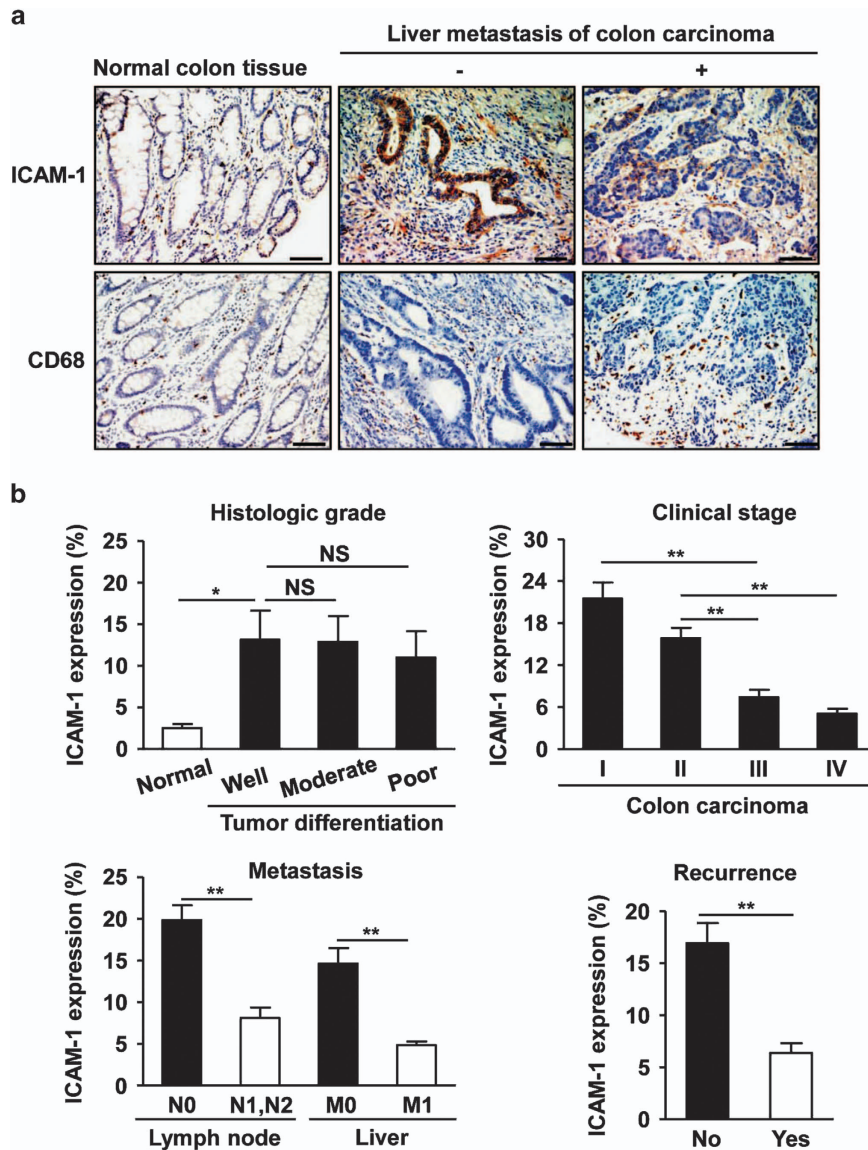 a
Liver metastasis of colon carcinoma
Normal colon tissue - +
ICAM-1
CD68
b
Histologic grade
ICAM-1 expression (%)
25
20
15
10
5
0
*
NS
NS
Normal Well Moderate Poor
Tumor differentiation
Clinical stage
ICAM-1 expression (%)
30
24
18
12
6
0
**
**
**
I II III IV
Colon carcinoma
Metastasis
ICAM-1 expression (%)
25
20
15
10
5
0
**
**
N0 N1,N2 M0 M1
Lymph node Liver
Recurrence
ICAM-1 expression (%)
20
15
10
5
0
**
No Yes